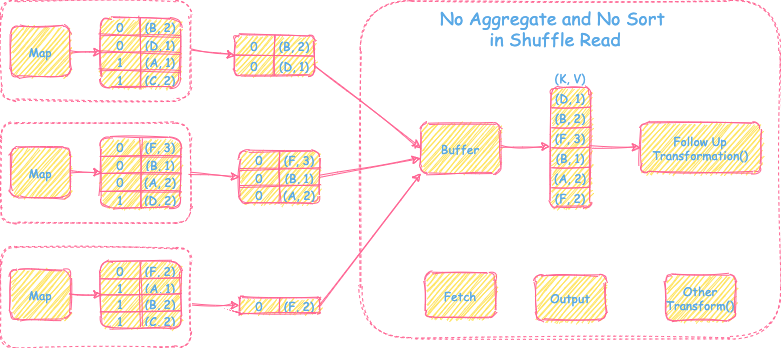 No Aggregate and No Sort
in Shuffle Read
Map
0 (B, 2)
0 (D, 1)
1 (A, 1)
1 (C, 2)
0 (B, 2)
0 (D, 1)
Map
0 (F, 3)
0 (B, 1)
0 (A, 2)
1 (D, 2)
0 (F, 3)
0 (B, 1)
0 (A, 2)
Map
0 (F, 2)
1 (A, 1)
1 (B, 2)
1 (C, 2)
0 (F, 2)
Buffer
(K, V)
(D, 1)
(B, 2)
(F, 3)
(B, 1)
(A, 2)
(F, 2)
Follow Up
Transformation()
Fetch
Output
Other
Transform()